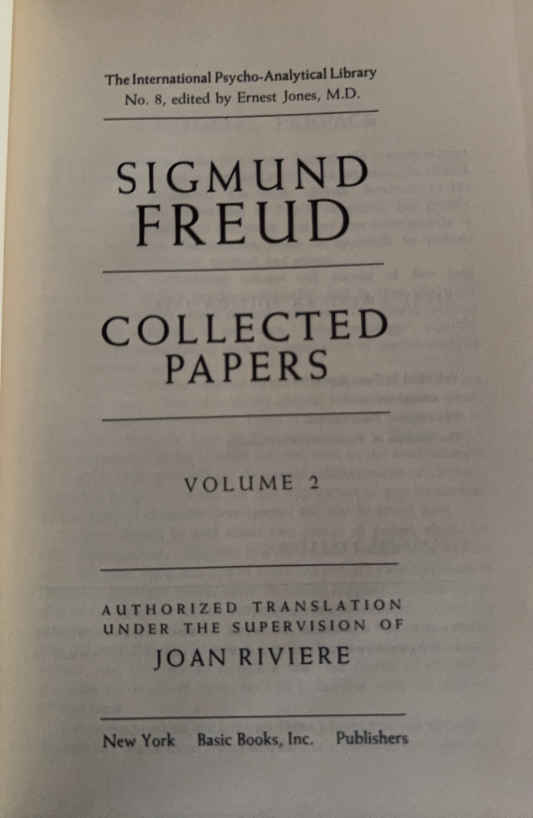 The International Psycho-Analytical Library
No. 8, edited by Ernest Jones, M.D.
SIGMUND
FREUD
COLLECTED
PAPERS
VOLUME 2
AUTHORIZED TRANSLATION
UNDER THE SUPERVISION OF
JOAN RIVIERE
New York Basic Books, Inc. Publishers